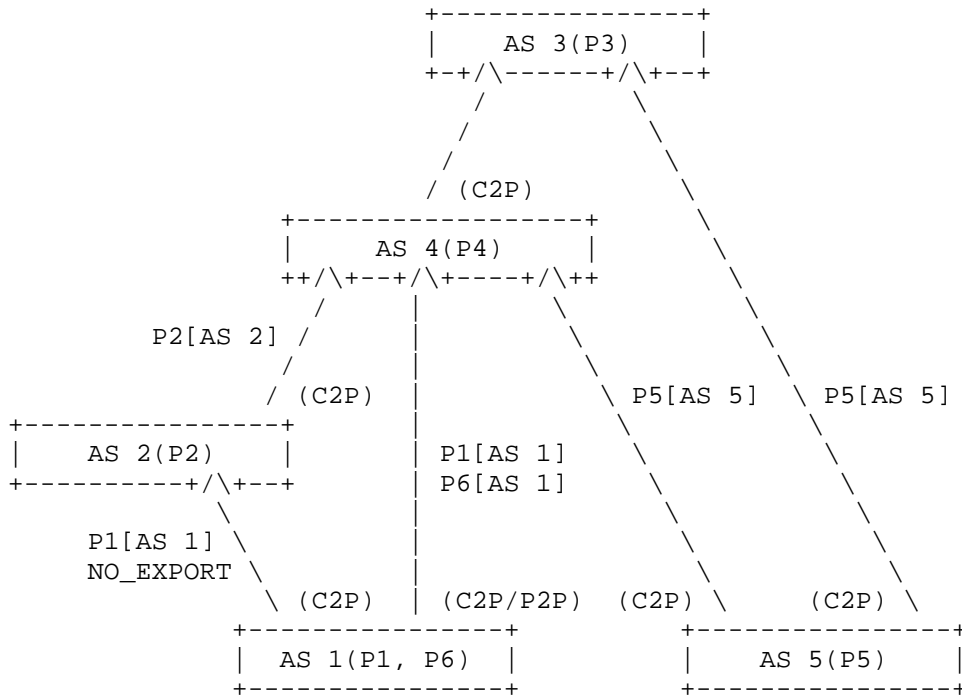 AS 3(P3)
(C2P)
AS 4(P4)
P2[AS 2]
(C2P) P5[AS 5] P5[AS 5]
AS 2(P2) P1[AS 1]
P6[AS 1]
P1[AS 1]
NO_EXPORT
(C2P) (C2P/P2P) (C2P) (C2P)
AS 1(P1, P6) AS 5(P5)